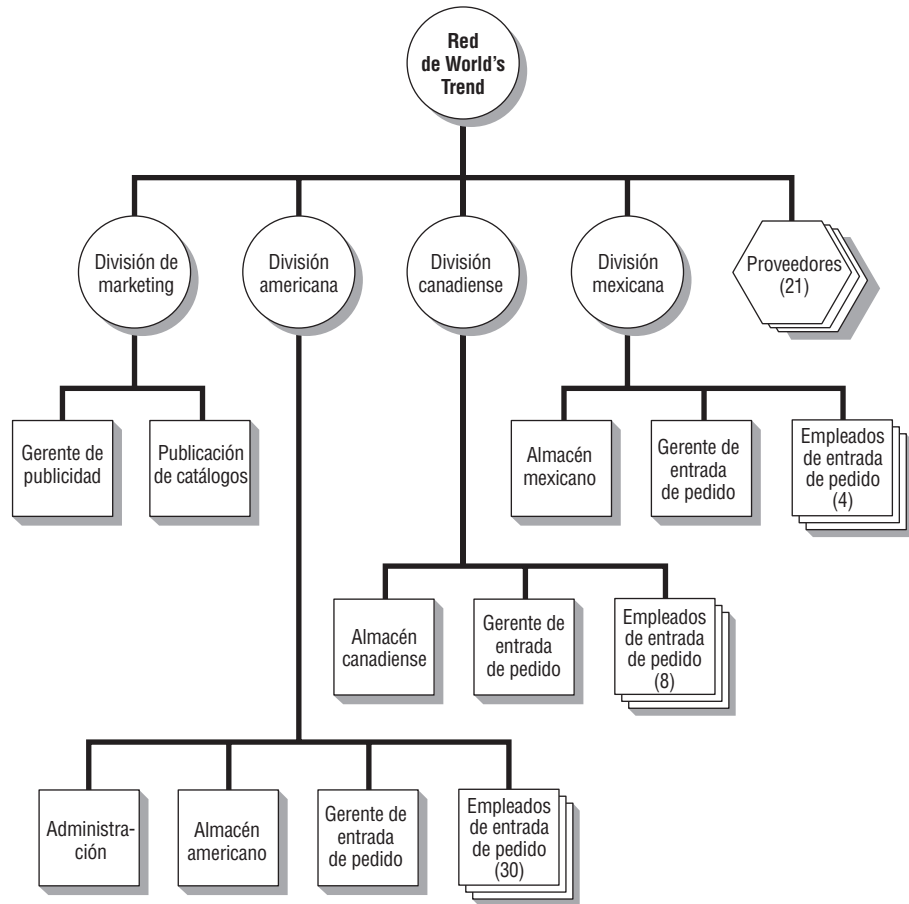 Red
de World's
Trend
División de
marketing
División
americana
División
canadiense
División
mexicana
Proveedores
(21)
Gerente de
publicidad
Publicación
de catálogos
Almacén
mexicano
Gerente de
entrada
de pedido
Empleados
de entrada
de pedido
(4)
Almacén
canadiense
Gerente de
entrada
de pedido
Empleados
de entrada
de pedido
(8)
Administra-
ción
Almacén
americano
Gerente de
entrada
de pedido
Empleados
de entrada
de pedido
(30)